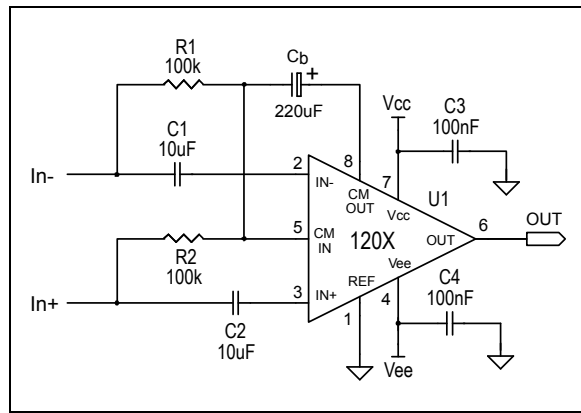 R1
100k
Cb
+
220uF
Vcc
C3
100nF
C1
10uF
In-
2
IN-
8
CM
OUT
7
Vcc
U1
5
CM
IN
120X
OUT
6
OUT
R2
100k
Vee
REF
In+
3
IN+
C2
10uF
1
4
C4
100nF
Vee